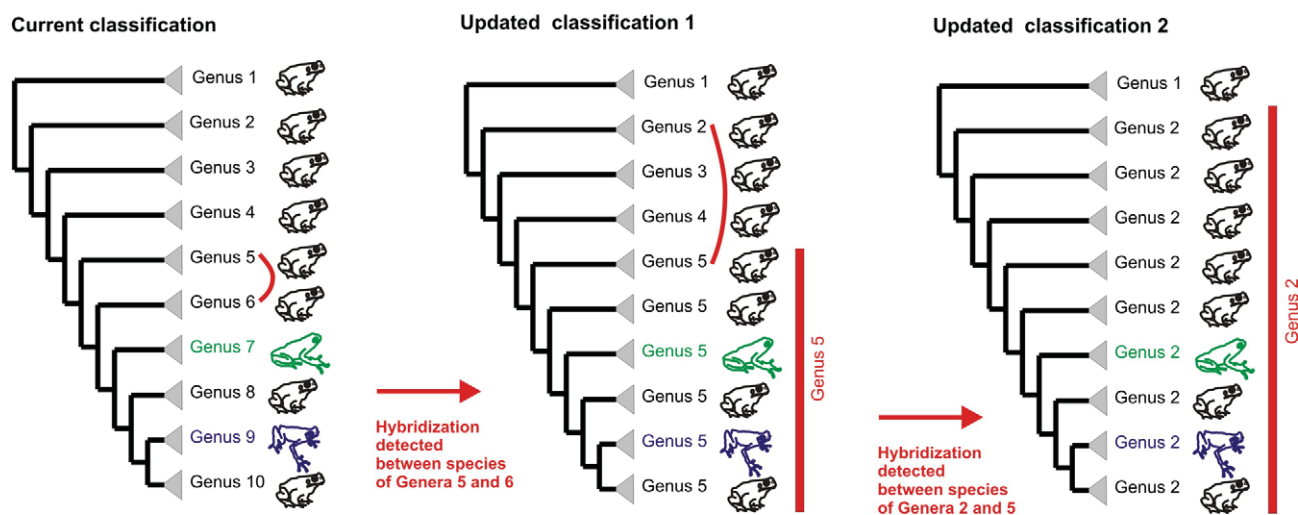 Current classification
Genus 1
Genus 2
Genus 3
Genus 4
Genus 5
Genus 6
Genus 7
Genus 8
Genus 9
Genus 10
Hybridization
detected
between species
of Genera 5 and 6
Updated classification 1
Genus 1
Genus 2
Genus 3
Genus 4
Genus 5
Genus 5
Genus 5
Genus 5
Genus 5
Genus 5
Genus 5
Hybridization
detected
between species
of Genera 2 and 5
Updated classification 2
Genus 1
Genus 2
Genus 2
Genus 2
Genus 2
Genus 2
Genus 2
Genus 2
Genus 2
Genus 2
Genus 2